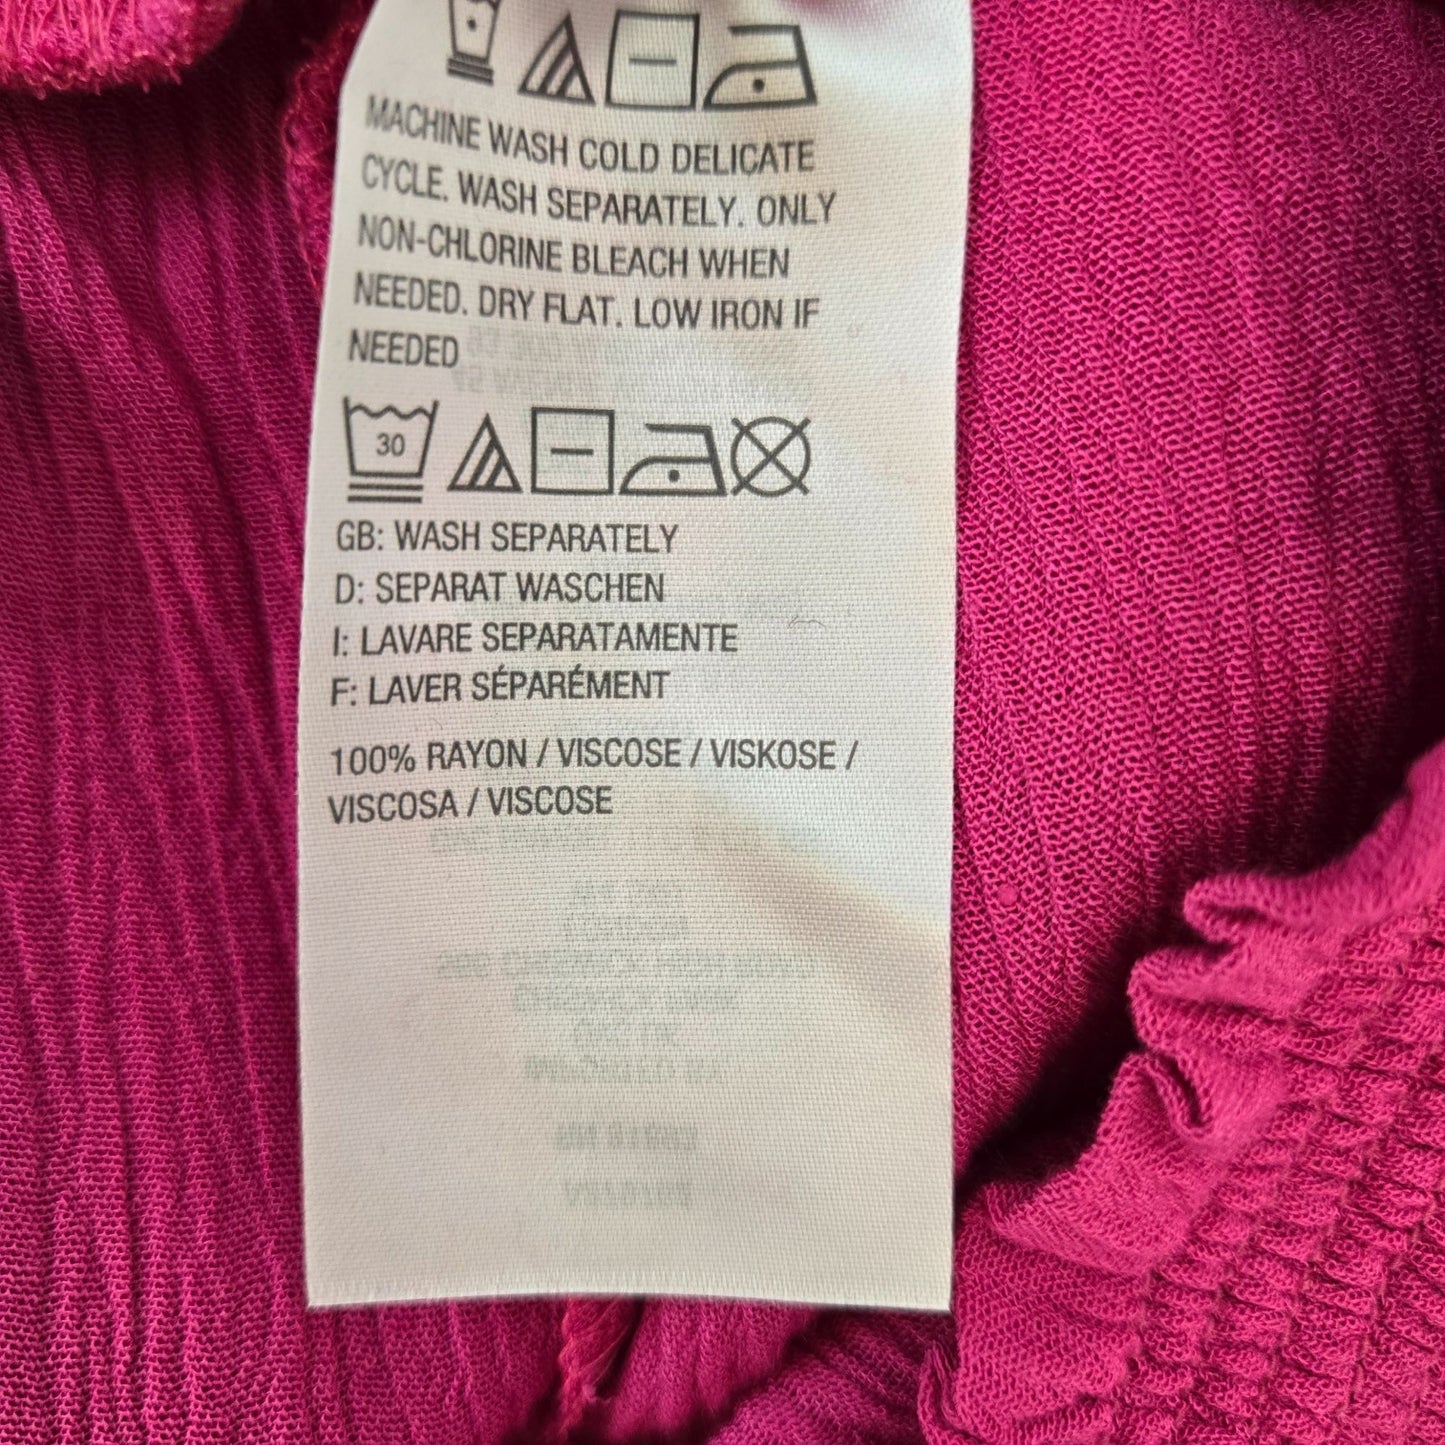 MACHINE WASH COLD DELICATE
CYCLE. WASH SEPARATELY. ONLY
NON-CHLORINE BLEACH WHEN
NEEDED. DRY FLAT. LOW IRON IF
NEEDED
30
GB: WASH SEPARATELY
D: SEPARAT WASCHEN
I: LAVARE SEPARATAMENTE
F: LAVER SÉPARÉMENT
100% RAYON / VISCOSE / VISKOSE /
VISCOSA / VISCOSE